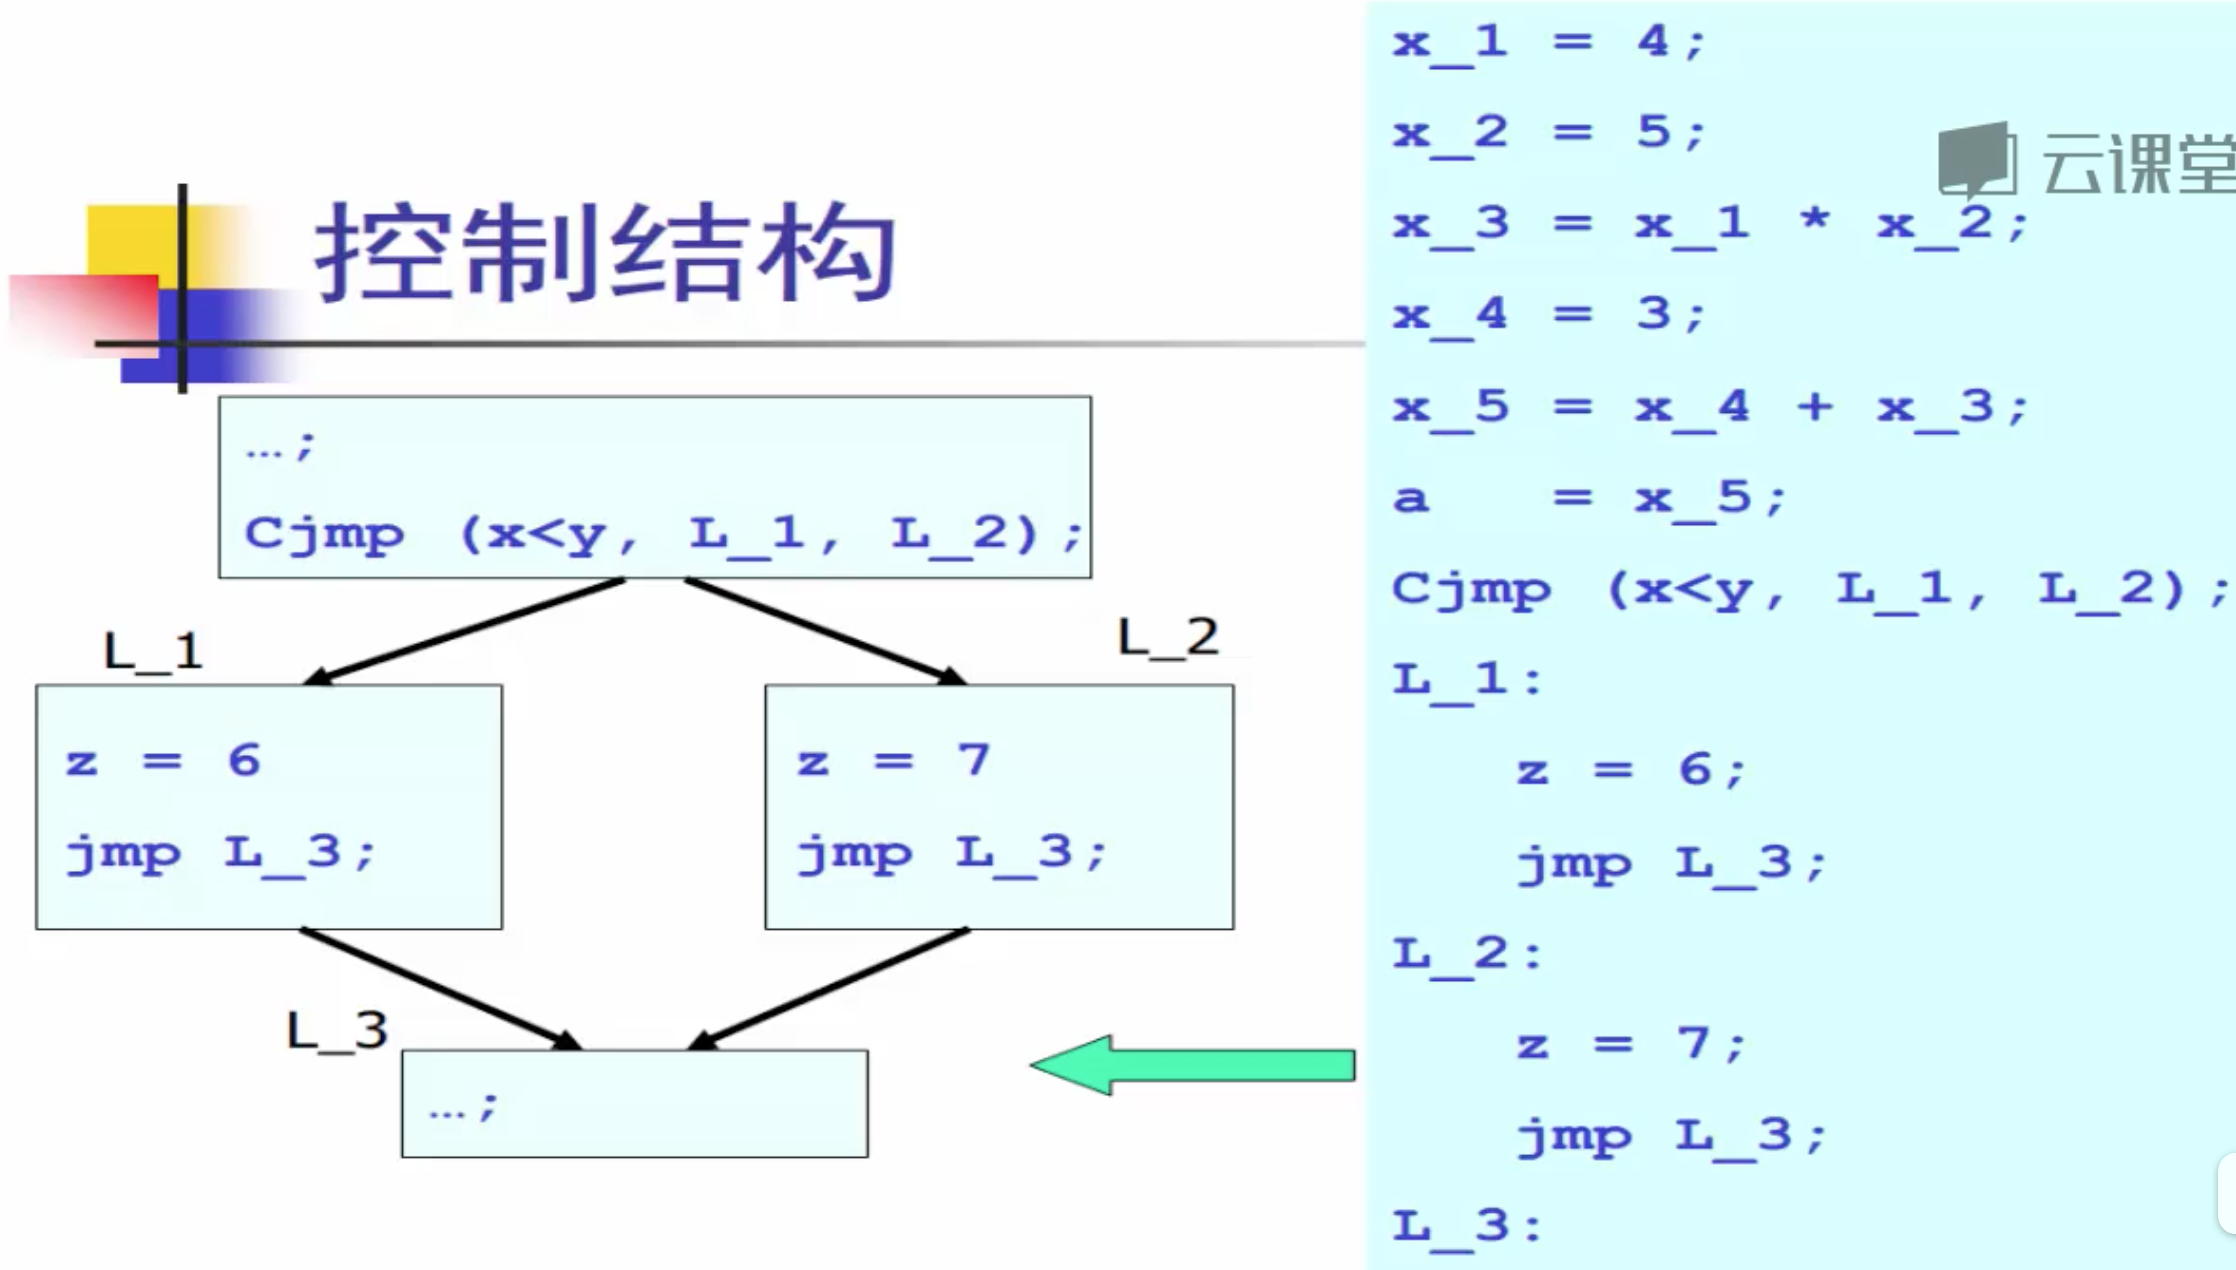 控制结构
…;
Cjmp (x<y, L_1, L_2);
L_1
L_2
z = 6
jmp L_3;
z = 7
jmp L_3;
L_3
…;
x_1 = 4;
x_2 = 5;
云课堂
x_3 = x_1 * x_2;
x_4 = 3;
x_5 = x_4 + x_3;
a = x_5;
Cjmp (x<y, L_1, L_2);
L_1:
z = 6;
jmp L_3;
L_2:
z = 7;
jmp L_3;
L_3: